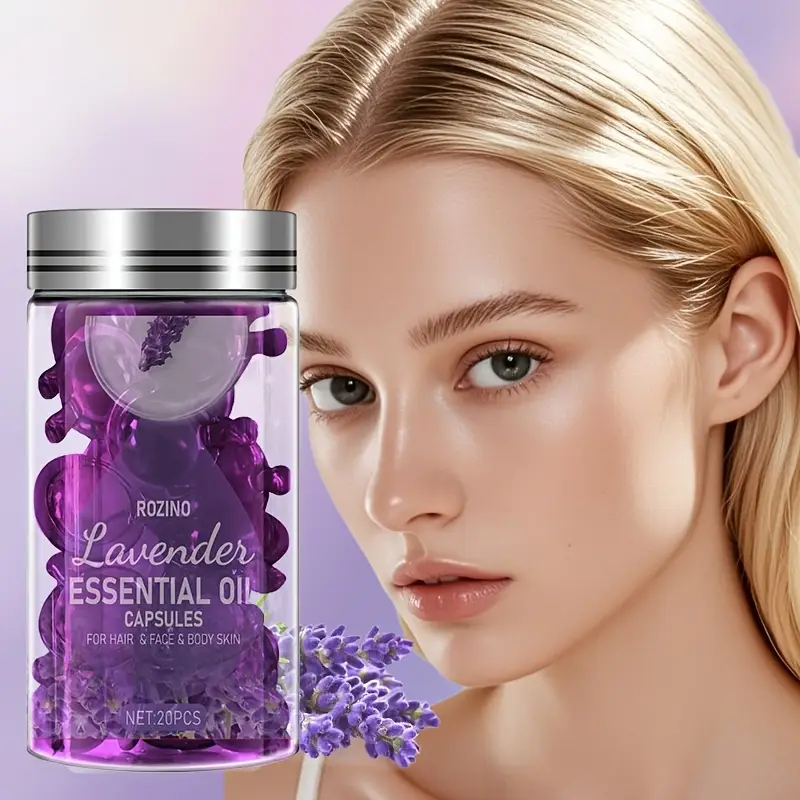 ROZINO
Lavender
ESSENTIAL OIL
CAPSULES
FOR HAIR & FACE & BODY SKIN
NET:20PCS